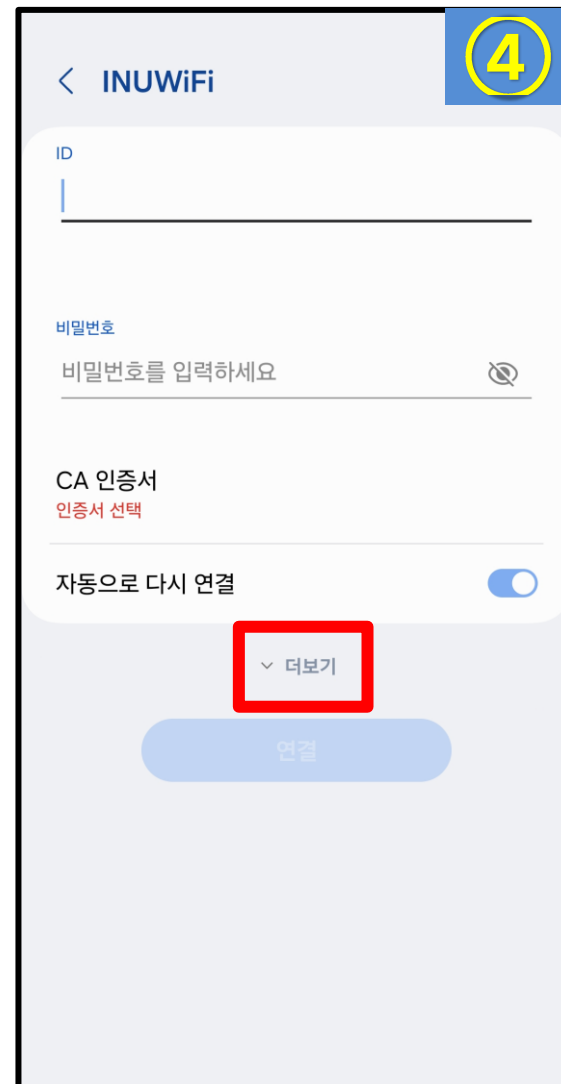 ④
INUWiFi
ID
비밀번호
비밀번호를 입력하세요
CA 인증서
인증서 선택
자동으로 다시 연결
더보기
연결